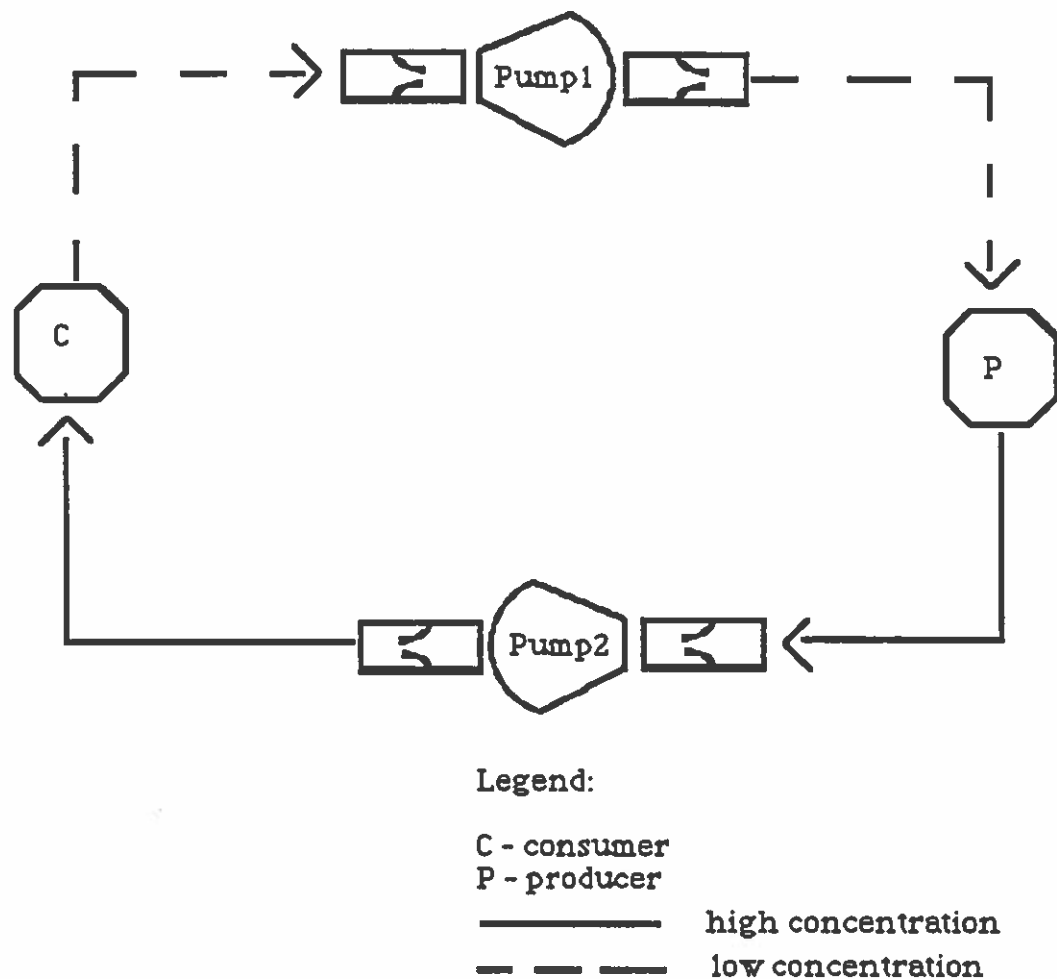 Pump1
C
P
Pump2
Legend:
C - consumer
P - producer
high concentration
low concentration